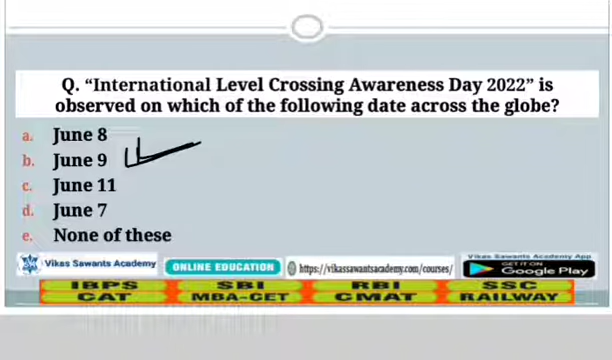 Q. “International Level Crossing Awareness Day 2022” is
observed on which of the following date across the globe?
a. June 8
b. June 9
c. June 11
d. June 7
e. None of these
Vikas Sawants Academy
ONLINE EDUCATION
https://vikassawantsacademy.com/courses/
Vikas Sawants Academy App
GET IT ON
Google Play
IBPS SBI RBI SSC
CAT MBA-CET CMAT RAILWAY